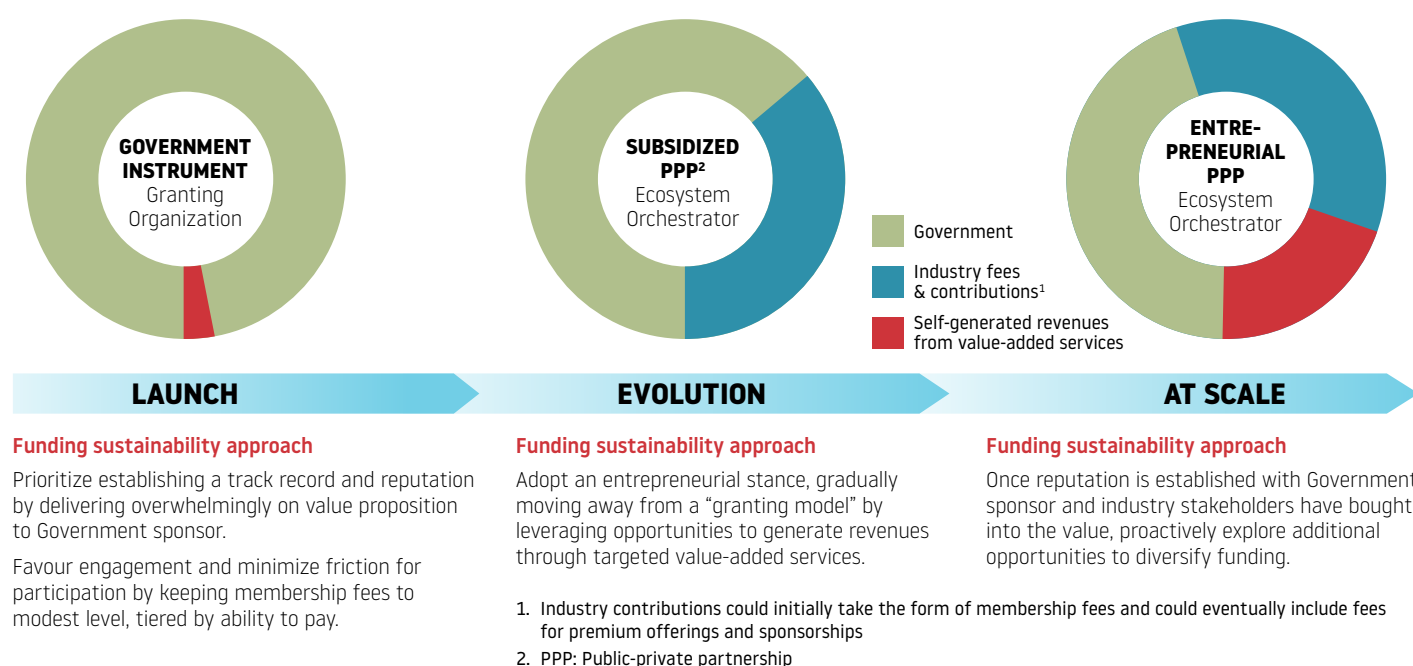 GOVERNMENT
INSTRUMENT
Granting
Organization
SUBSIDIZED
PPP²
Ecosystem
Orchestrator
Government
Industry fees
& contributions¹
Self-generated revenues
from value-added services
ENTRE-
PRENEURIAL
PPP
Ecosystem
Orchestrator
LAUNCH
EVOLUTION
AT SCALE
Funding sustainability approach
Prioritize establishing a track record and reputation
by delivering overwhelmingly on value proposition
to Government sponsor.
Favour engagement and minimize friction for
participation by keeping membership fees to
modest level, tiered by ability to pay.
Funding sustainability approach
Adopt an entrepreneurial stance, gradually
moving away from a “granting model” by
leveraging opportunities to generate revenues
through targeted value-added services.
Funding sustainability approach
Once reputation is established with Government
sponsor and industry stakeholders have bought
into the value, proactively explore additional
opportunities to diversify funding.
1. Industry contributions could initially take the form of membership fees and could eventually include fees
for premium offerings and sponsorships
2. PPP: Public-private partnership